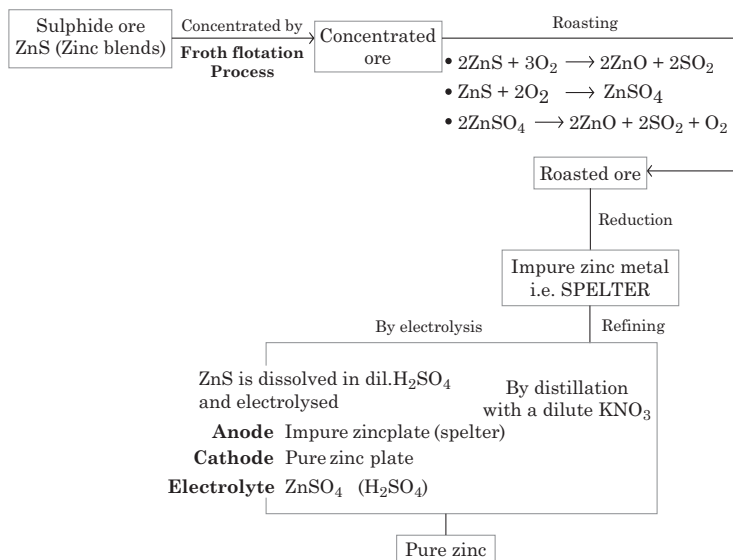 Sulphide ore
ZnS (Zinc blends)
Concentrated by
Froth flotation
Process
Concentrated
ore
Roasting
• 2ZnS + 3O₂ ⟶ 2ZnO + 2SO₂
• ZnS + 2O₂ ⟶ ZnSO₄
• 2ZnSO₄ ⟶ 2ZnO + 2SO₂ + O₂
Roasted ore
Reduction
Impure zinc metal
i.e. SPELTER
By electrolysis
Refining
ZnS is dissolved in dil.H₂SO₄
and electrolysed
Anode Impure zincplate (spelter)
Cathode Pure zinc plate
Electrolyte ZnSO₄ (H₂SO₄)
By distillation
with a dilute KNO₃
Pure zinc